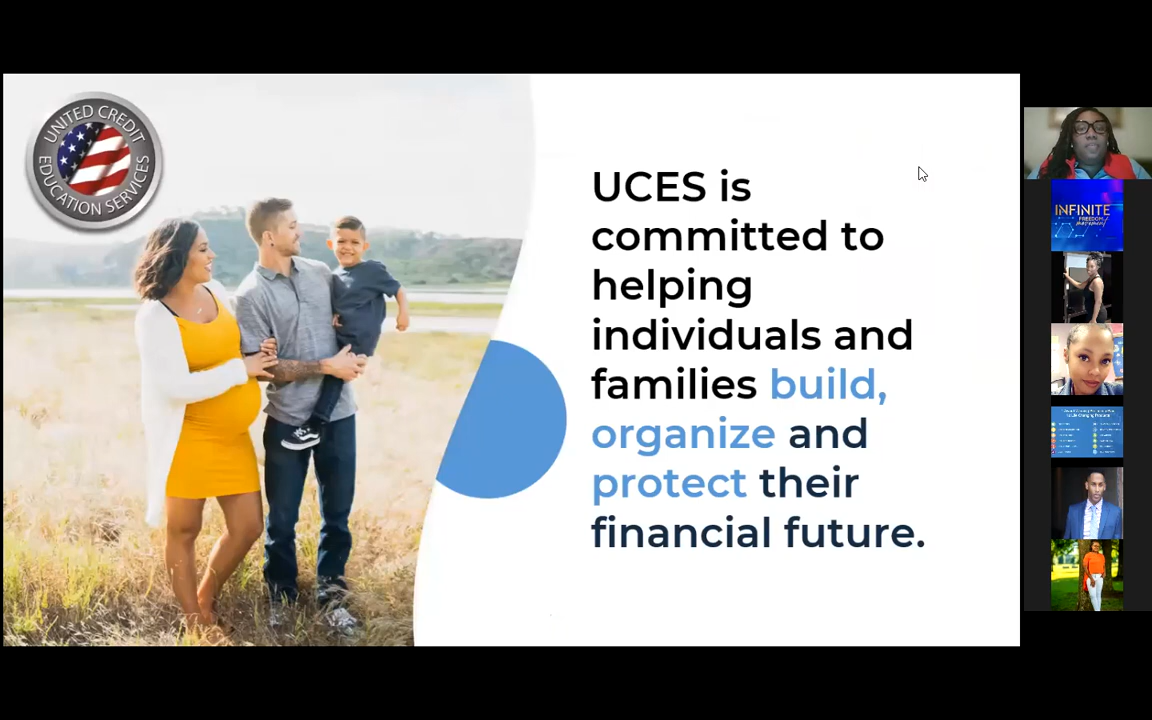 UNITED CREDIT
EDUCATION SERVICES
UCES is
committed to
helping
individuals and
families build,
organize and
protect their
financial future.
INFINITE
FREEDOM